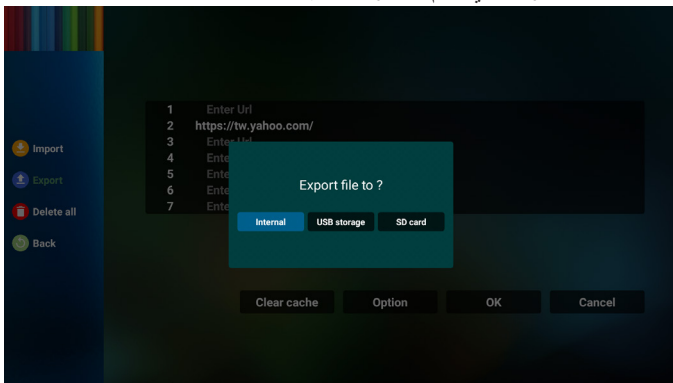 Import
Export
Delete all
Back
1 Enter Url
2 https://tw.yahoo.com/
3 Enter Url
4 Ente
5 Ente
6 Ente
7 Ente
Export file to ?
Internal USB storage SD card
Clear cache Option OK Cancel